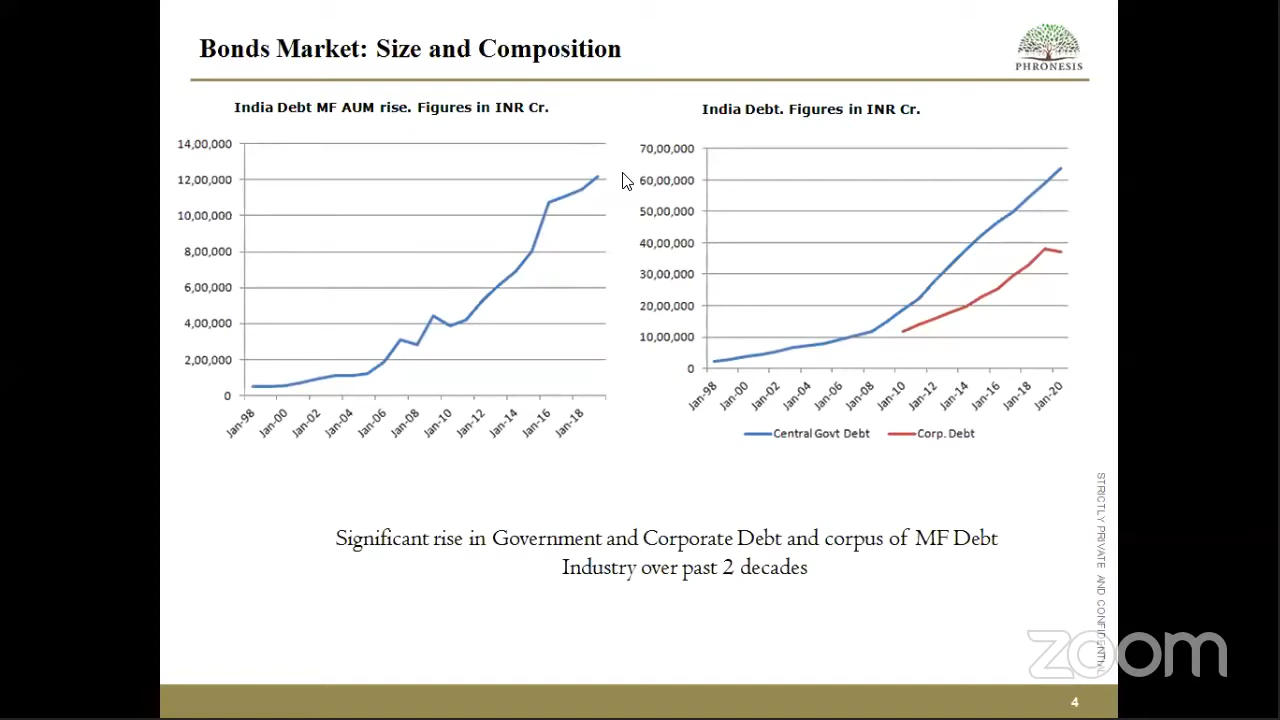 Bonds Market: Size and Composition
PHRONESIS
India Debt MF AUM rise. Figures in INR Cr.
14,00,000
12,00,000
10,00,000
8,00,000
6,00,000
4,00,000
2,00,000
0
Jan-98
Jan-00
Jan-02
Jan-04
Jan-06
Jan-08
Jan-10
Jan-12
Jan-14
Jan-16
Jan-18
India Debt. Figures in INR Cr.
70,00,000
60,00,000
50,00,000
40,00,000
30,00,000
20,00,000
10,00,000
0
Jan-98
Jan-00
Jan-02
Jan-04
Jan-06
Jan-08
Jan-10
Jan-12
Jan-14
Jan-16
Jan-18
Jan-20
Central Govt Debt
Corp. Debt
Significant rise in Government and Corporate Debt and corpus of MF Debt
Industry over past 2 decades
STRICTLY PRIVATE AND CONFIDENTIAL
zoom
4